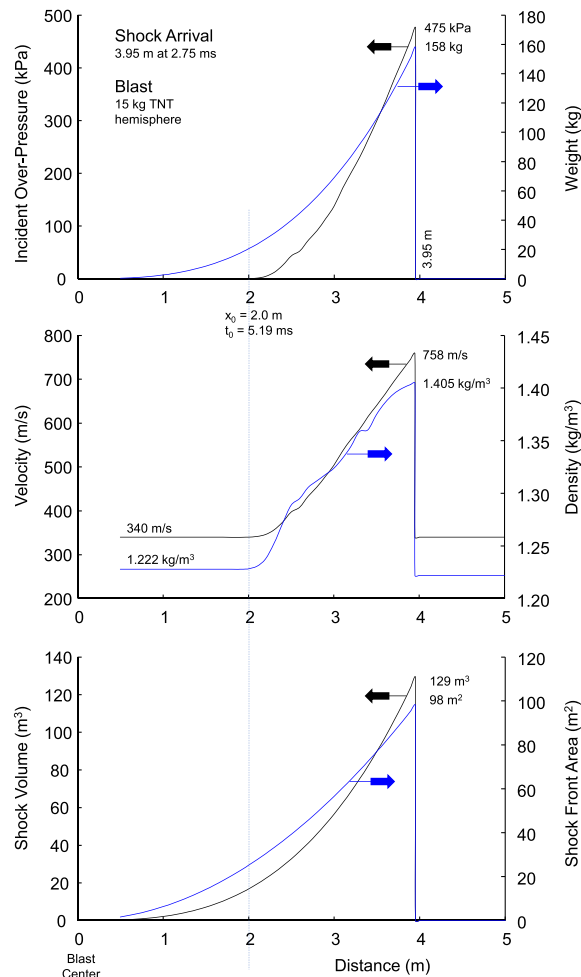 500
180
Shock Arrival
3.95 m at 2.75 ms
475 kPa
158 kg
400
160
140
Blast
15 kg TNT
hemisphere
300
120
100
200
80
60
100
40
20
0
0
Incident Over-Pressure (kPa)
Weight (kg)
3.95 m
0 1 2 3 4 5
x₀ = 2.0 m
t₀ = 5.19 ms
800
1.45
758 m/s
700
1.405 kg/m³
1.40
600
1.35
500
1.30
400
340 m/s
1.25
300
1.222 kg/m³
200
1.20
Velocity (m/s)
Density (kg/m³)
0 1 2 3 4 5
140
120
129 m³
98 m²
120
100
100
80
80
60
60
40
40
20
20
0
0
Shock Volume (m³)
Shock Front Area (m²)
0 1 2 3 4 5
Blast
Center
Distance (m)